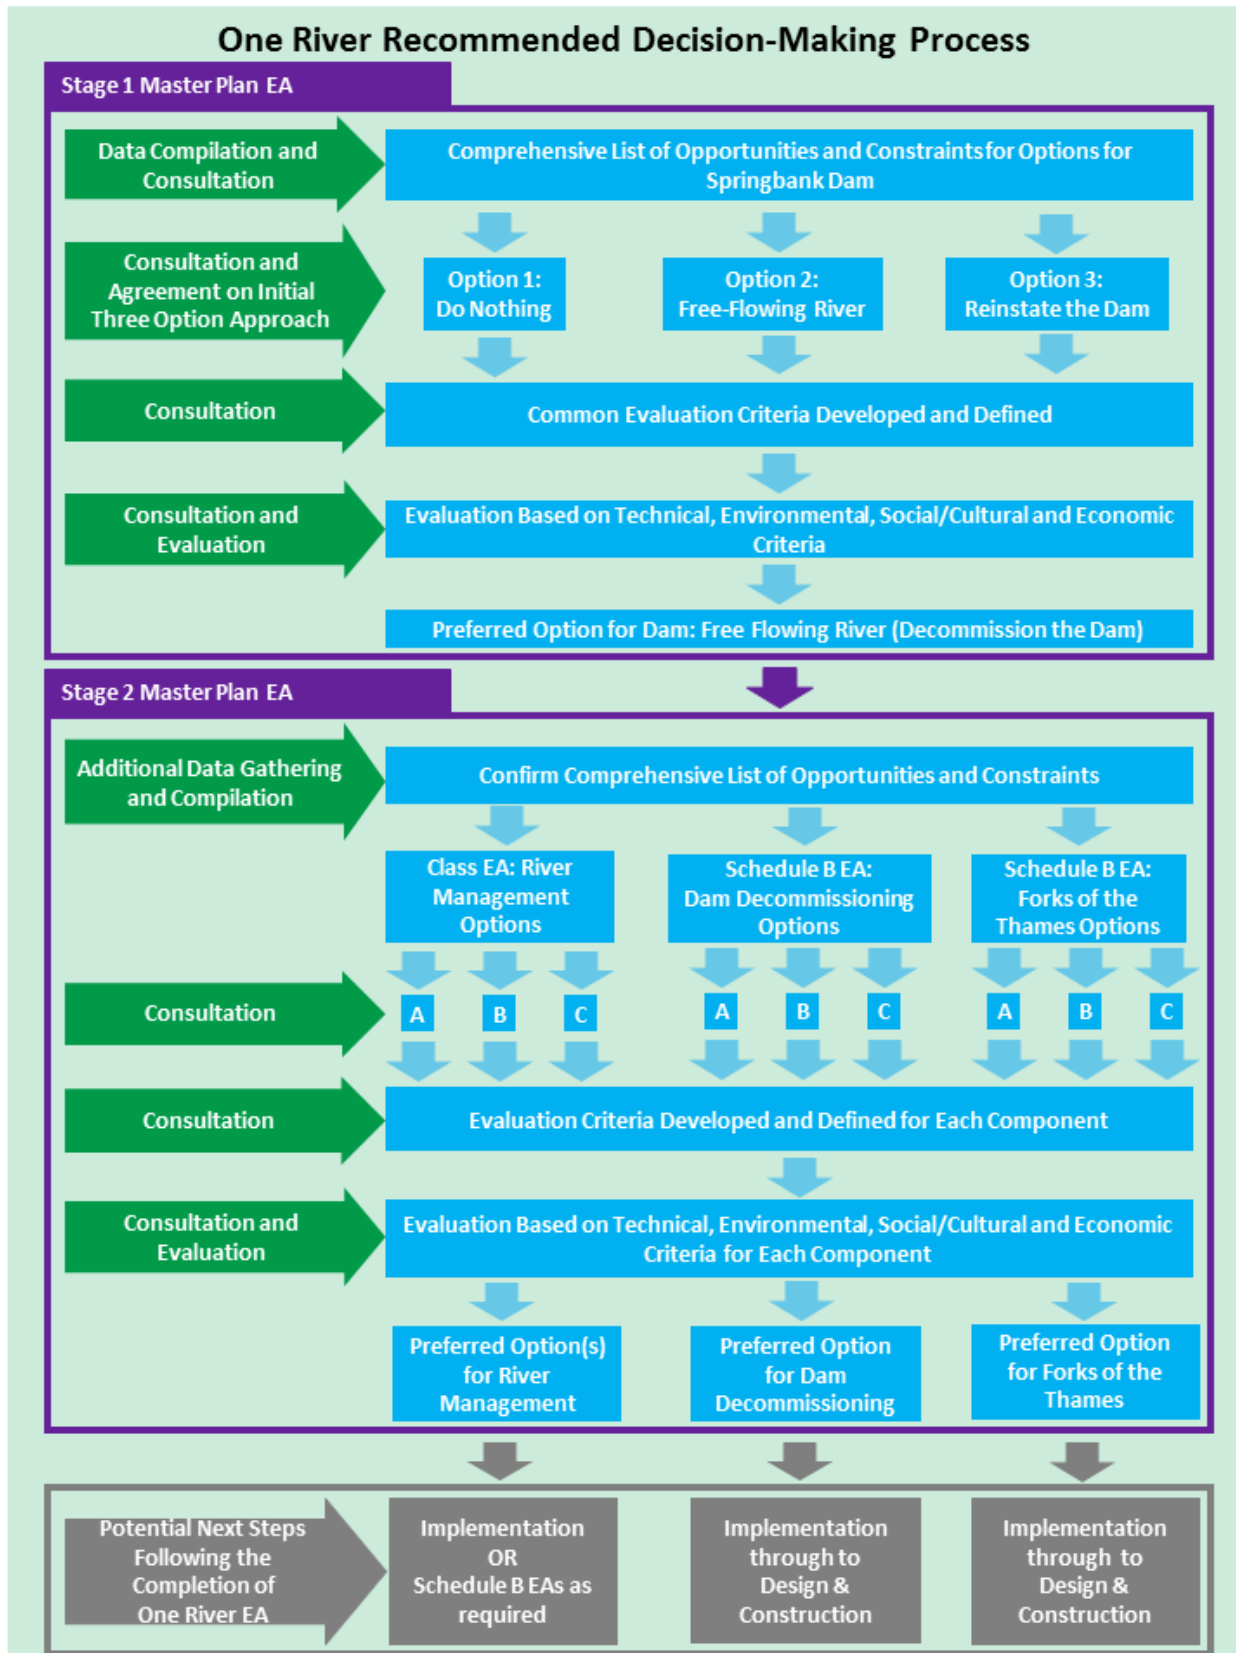 One River Recommended Decision-Making Process
Stage 1 Master Plan EA
Data Compilation and
Consultation
Comprehensive List of Opportunities and Constraints for Options for
Springbank Dam
Consultation and
Agreement on Initial
Three Option Approach
Option 1:
Do Nothing
Option 2:
Free-Flowing River
Option 3:
Reinstate the Dam
Consultation
Common Evaluation Criteria Developed and Defined
Consultation and
Evaluation
Evaluation Based on Technical, Environmental, Social/Cultural and Economic
Criteria
Preferred Option for Dam: Free Flowing River (Decommission the Dam)
Stage 2 Master Plan EA
Additional Data Gathering
and Compilation
Confirm Comprehensive List of Opportunities and Constraints
Class EA: River
Management
Options
Schedule B EA:
Dam Decommissioning
Options
Schedule B EA:
Forks of the
Thames Options
Consultation
A B C A B C A B C
Consultation
Evaluation Criteria Developed and Defined for Each Component
Consultation and
Evaluation
Evaluation Based on Technical, Environmental, Social/Cultural and Economic
Criteria for Each Component
Preferred Option(s)
for River
Management
Preferred Option
for Dam
Decommissioning
Preferred Option
for Forks of the
Thames
Potential Next Steps
Following the
Completion of
One River EA
Implementation
OR
Schedule B EAs as
required
Implementation
through to
Design &
Construction
Implementation
through to
Design &
Construction